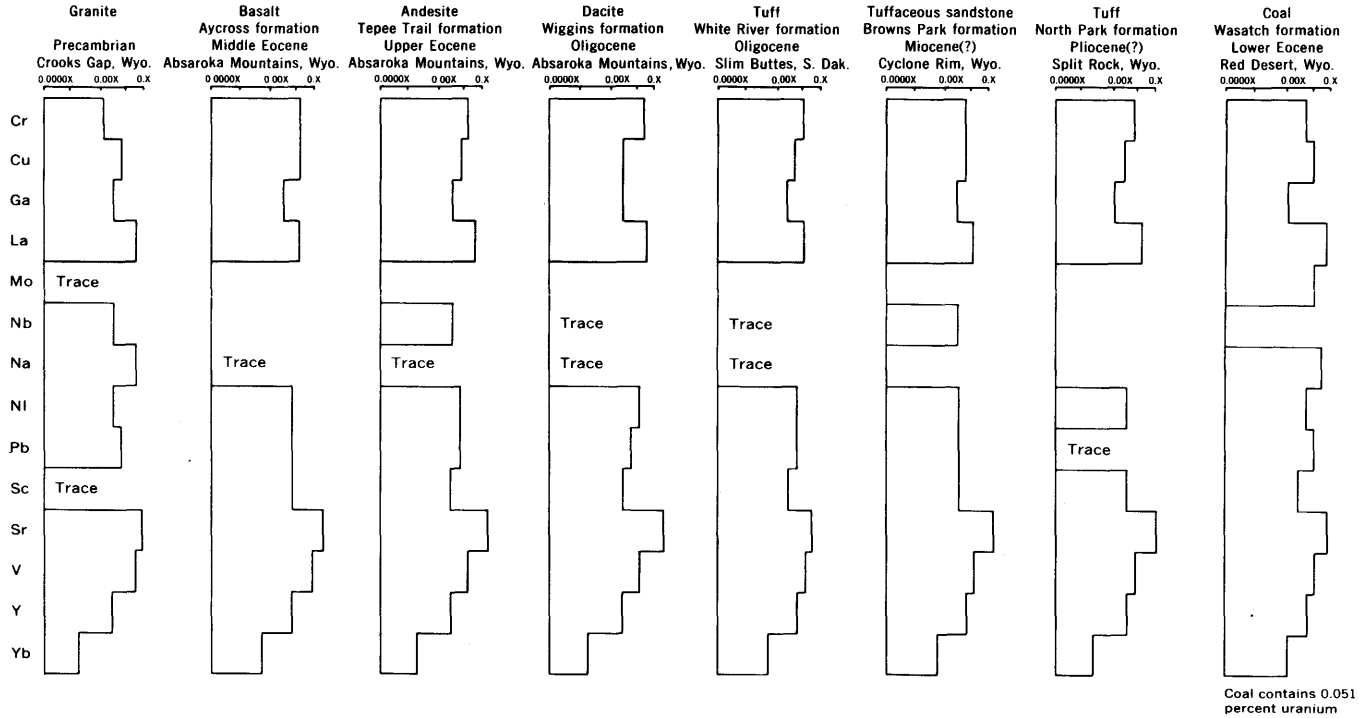 Granite
Precambrian
Crooks Gap, Wyo.
0.0000X 0.00X 0.X
Basalt
Aycross formation
Middle Eocene
Absaroka Mountains, Wyo.
0.0000X 0.00X 0.X
Andesite
Tepee Trail formation
Upper Eocene
Absaroka Mountains, Wyo.
0.0000X 0.00X 0.X
Dacite
Wiggins formation
Oligocene
Absaroka Mountains, Wyo.
0.0000X 0.00X 0.X
Tuff
White River formation
Oligocene
Slim Buttes, S. Dak.
0.0000X 0.00X 0.X
Tuffaceous sandstone
Browns Park formation
Miocene(?)
Cyclone Rim, Wyo.
0.0000X 0.00X 0.X
Tuff
North Park formation
Pliocene(?)
Split Rock, Wyo.
0.0000X 0.00X 0.X
Coal
Wasatch formation
Lower Eocene
Red Desert, Wyo.
0.0000X 0.00X 0.X
Cr
Cu
Ga
La
Mo Trace
Nb Trace Trace
Na Trace Trace Trace Trace
NI
Pb Trace
Sc Trace
Sr
V
Y
Yb
Coal contains 0.051
percent uranium